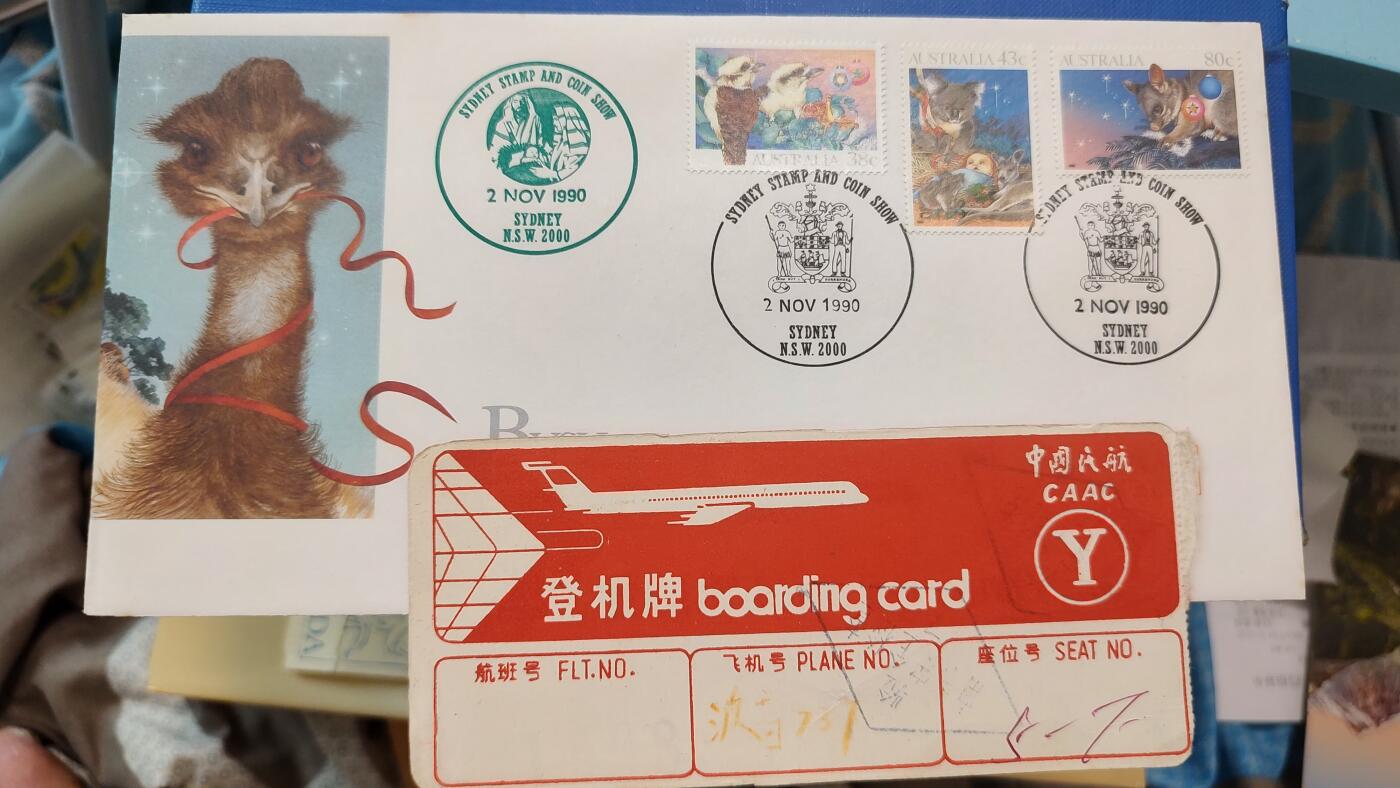 SYDNEY STAMP AND COIN SHOW
2 NOV 1990
SYDNEY
N.S.W. 2000
AUSTRALIA 38c
AUSTRALIA 43c
AUSTRALIA 80c
SYDNEY STAMP AND COIN SHOW
2 NOV 1990
SYDNEY
N.S.W. 2000
SYDNEY STAMP AND COIN SHOW
2 NOV 1990
SYDNEY
N.S.W. 2000
中國民航
CAAC
Y
登机牌 boarding card
航班号 FLT.NO.
飞机号 PLANE NO.
座位号 SEAT NO.
波音737